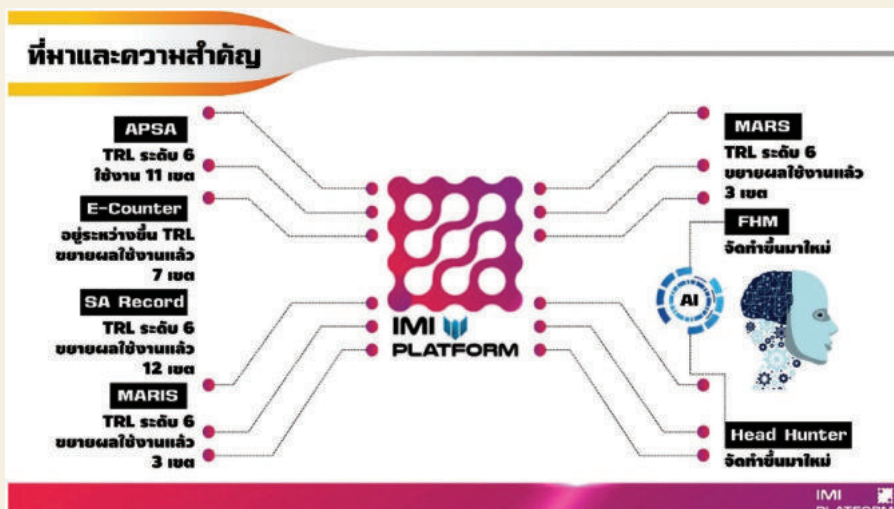 ที่มาและความสำคัญ
APSA
TRL ระดับ 6
ใช้งาน 11 เขต
E-Counter
อยู่ระหว่างขึ้น TRL
ขยายผลใช้งานแล้ว
7 เขต
SA Record
TRL ระดับ 6
ขยายผลใช้งานแล้ว
12 เขต
MARIS
TRL ระดับ 6
ขยายผลใช้งานแล้ว
3 เขต
IMI
PLATFORM
MARS
TRL ระดับ 6
ขยายผลใช้งานแล้ว
3 เขต
FHM
จัดทำขึ้นมาใหม่
AI
Head Hunter
จัดทำขึ้นมาใหม่
IMI
PLATFORM